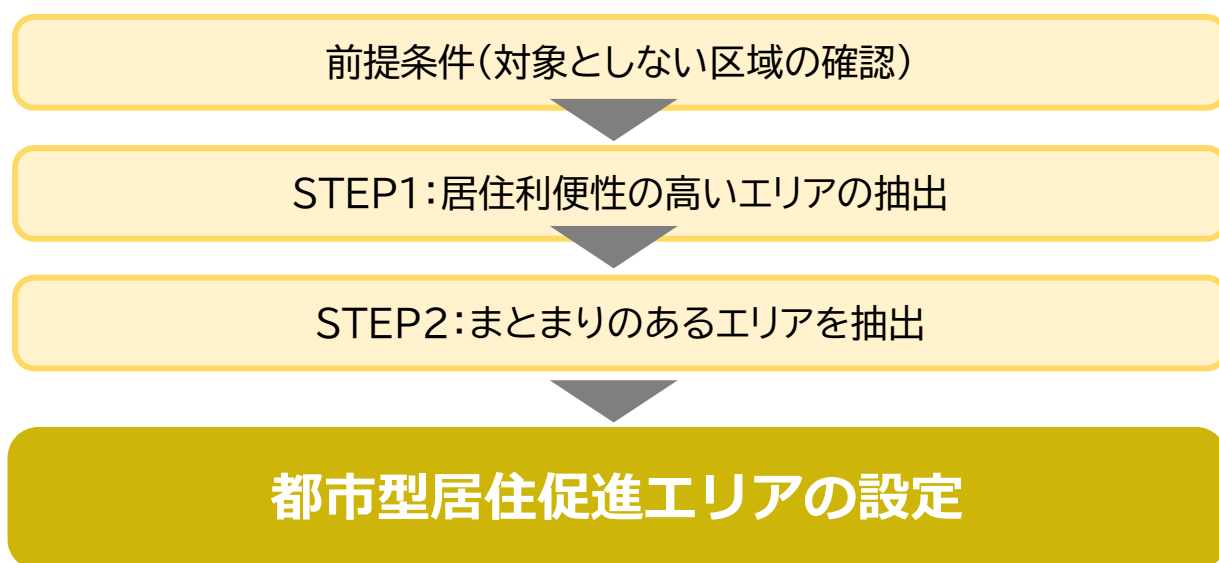 前提条件(対象としない区域の確認)
STEP1:居住利便性の高いエリアの抽出
STEP2:まとまりのあるエリアを抽出
都市型居住促進エリアの設定